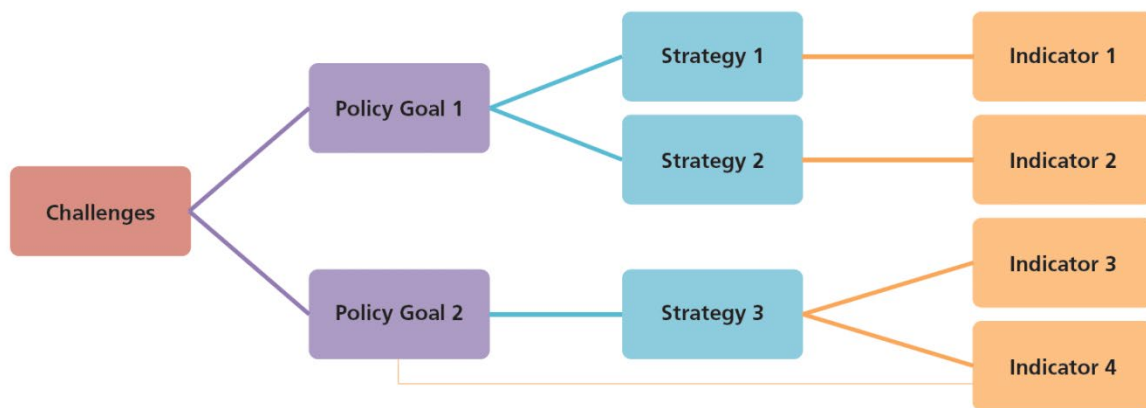 Challenges
Policy Goal 1
Policy Goal 2
Strategy 1
Strategy 2
Strategy 3
Indicator 1
Indicator 2
Indicator 3
Indicator 4